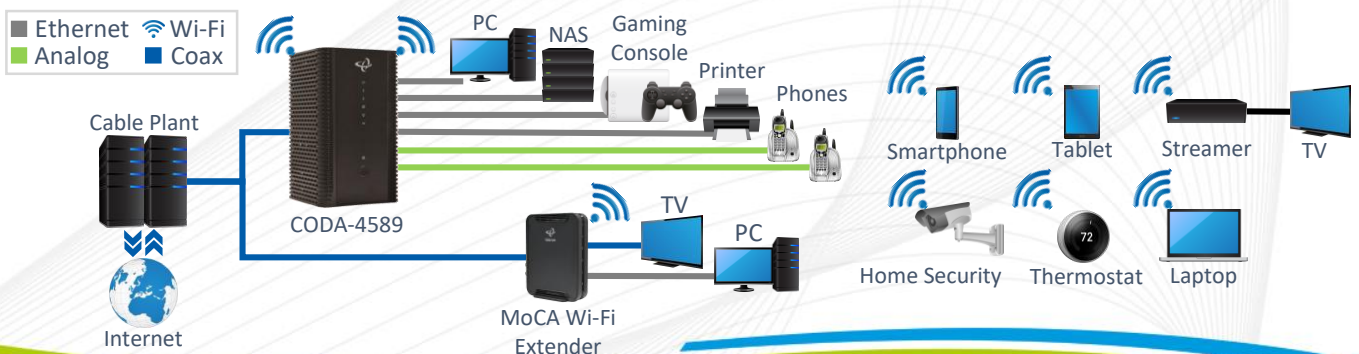 Ethernet Wi-Fi
Analog Coax
PC
NAS
Gaming
Console
Printer
Phones
Cable Plant
CODA-4589
Internet
TV
PC
MoCA Wi-Fi
Extender
Smartphone
Tablet
Streamer
TV
72
Home Security
Thermostat
Laptop